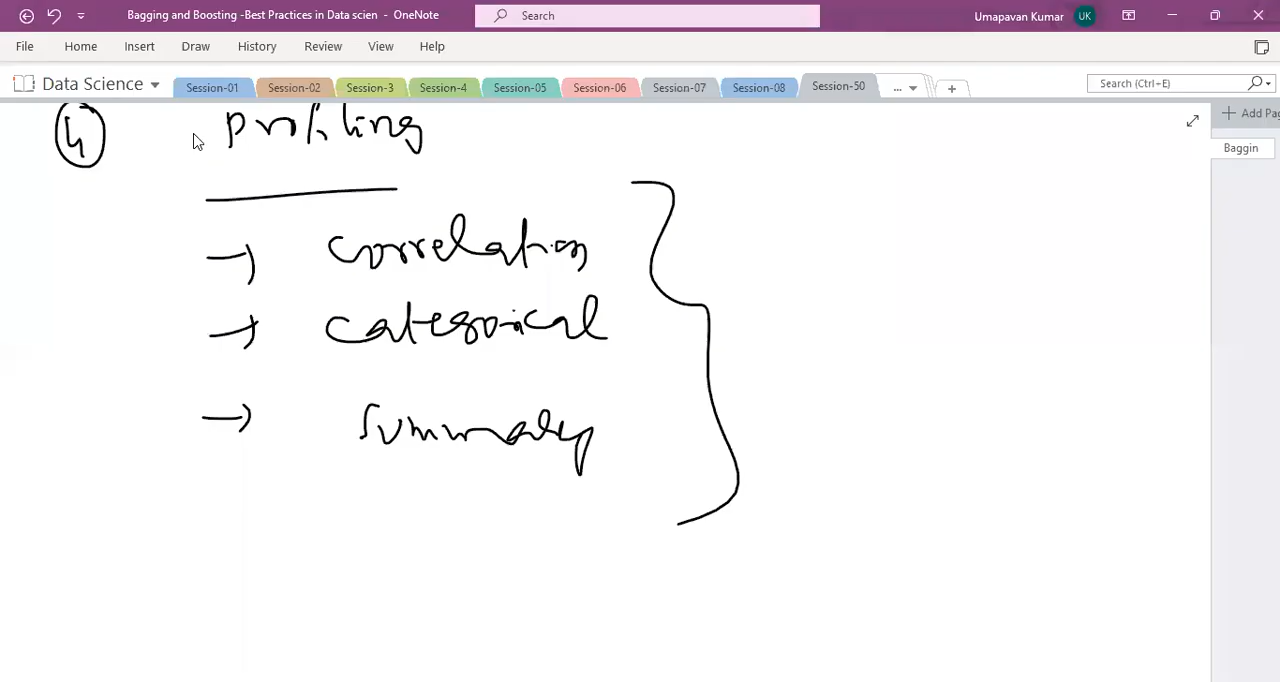 Bagging and Boosting -Best Practices in Data scien - OneNote
Search
Umapavan Kumar
UK
File Home Insert Draw History Review View Help
Data Science
Session-01 Session-02 Session-3 Session-4 Session-05 Session-06 Session-07 Session-08 Session-50 ... +
Search (Ctrl+E)
Add Pag
Baggin
4 Profiling
→ correlation
→ categorical
→ summary